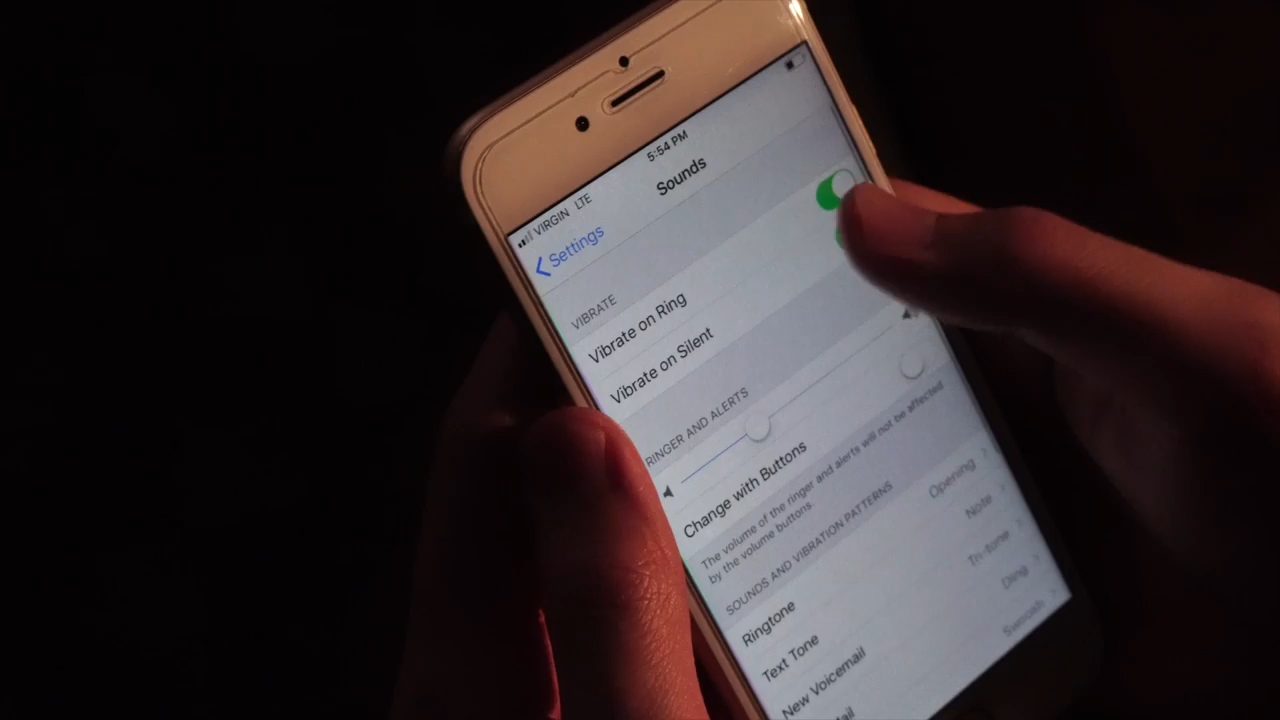 VIRGIN LTE 5:54 PM
Settings Sounds
VIBRATE
Vibrate on Ring
Vibrate on Silent
RINGER AND ALERTS
Change with Buttons
The volume of the ringer and alerts will not be affected
by the volume buttons.
SOUNDS AND VIBRATION PATTERNS
Ringtone Opening
Text Tone Note
New Voicemail Tri-tone
Ding
Swoosh